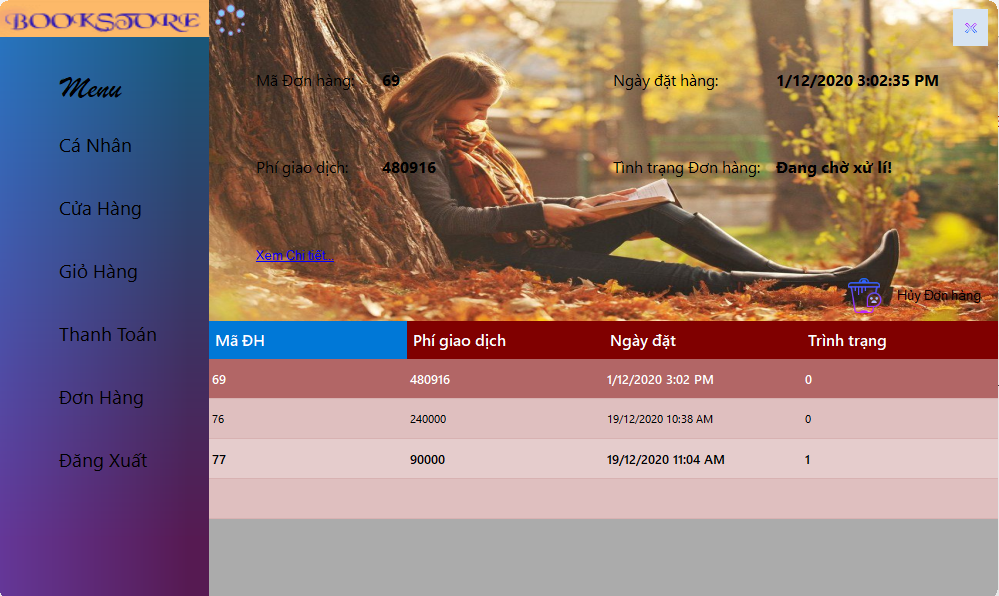 BOOKSTORE
Menu
Cá Nhân
Cửa Hàng
Giỏ Hàng
Thanh Toán
Đơn Hàng
Đăng Xuất
Mã Đơn hàng: 69 Ngày đặt hàng: 1/12/2020 3:02:35 PM
Phí giao dịch: 480916 Tình trạng Đơn hàng: Đang chờ xử lí!
Xem Chi tiết...
Hủy Đơn hàng
Mã ĐH Phí giao dịch Ngày đặt Trình trạng
69 480916 1/12/2020 3:02 PM 0
76 240000 19/12/2020 10:38 AM 0
77 90000 19/12/2020 11:04 AM 1